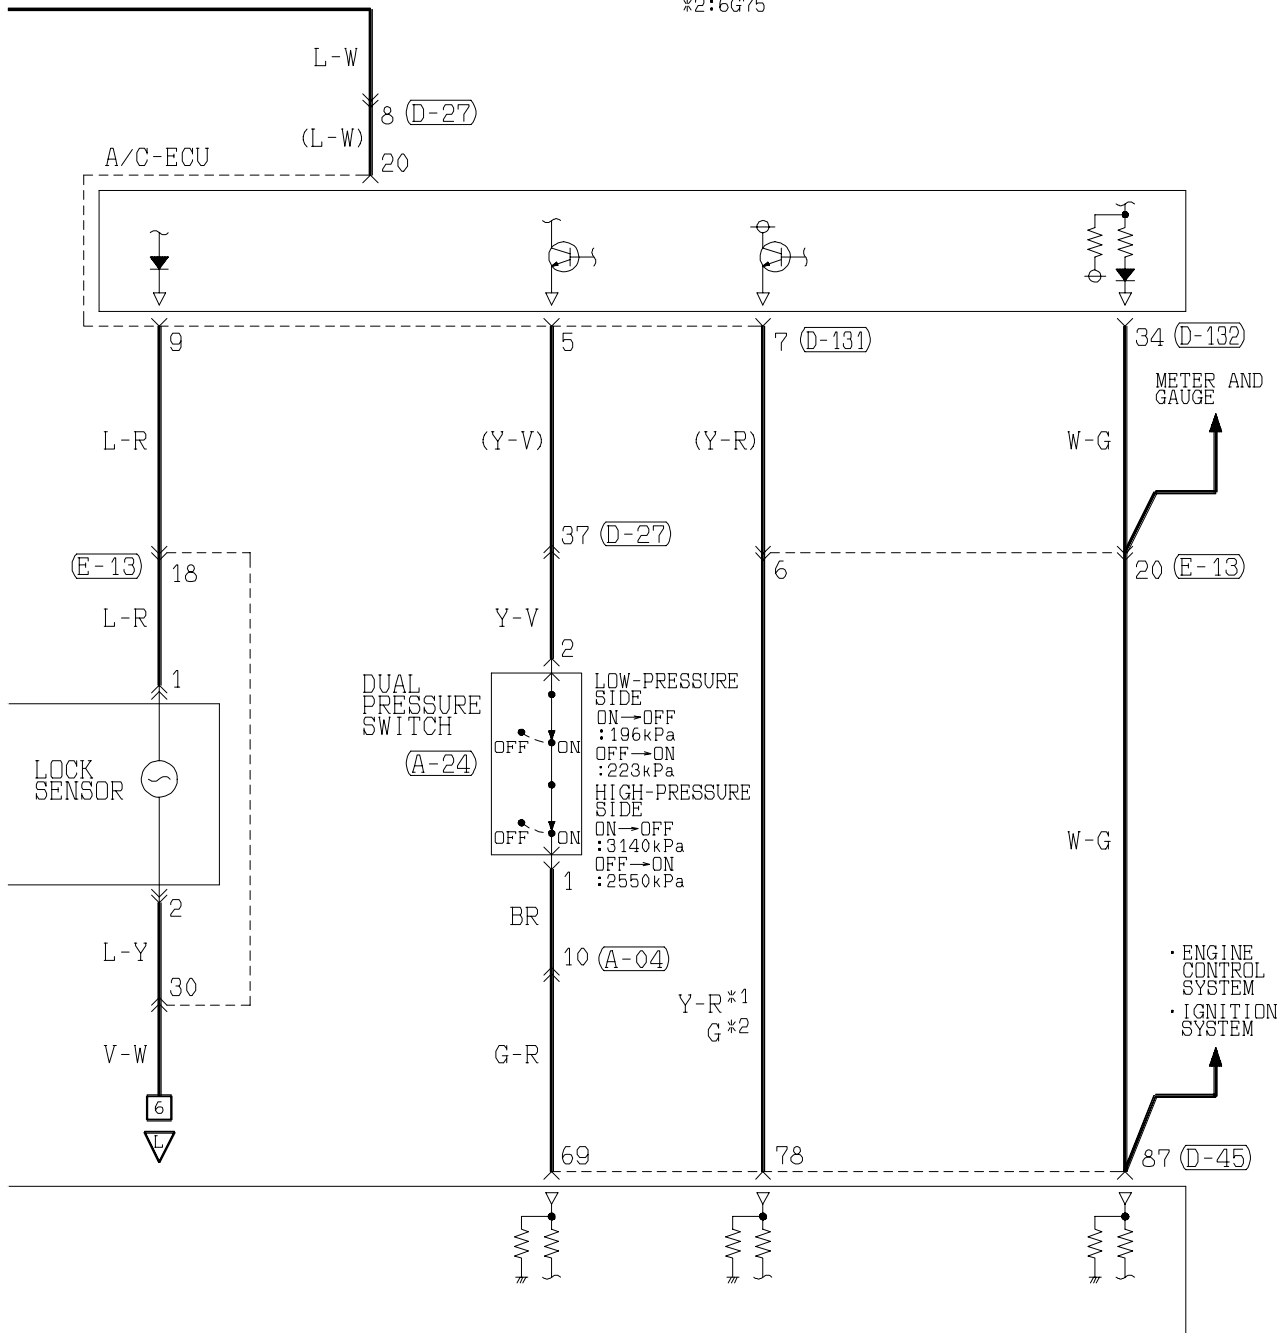 *2:6G75
L-W
8 (D-27)
(L-W)
A/C-ECU
20
9
5
7 (D-131)
34 (D-132)
METER AND
GAUGE
L-R
(Y-V)
(Y-R)
W-G
37 (D-27)
(E-13)
18
6
20 (E-13)
L-R
Y-V
1
2
DUAL
PRESSURE
SWITCH
(A-24)
OFF
ON
OFF
ON
LOW-PRESSURE
SIDE
ON→OFF
:196kPa
OFF→ON
:223kPa
HIGH-PRESSURE
SIDE
ON→OFF
:3140kPa
OFF→ON
:2550kPa
LOCK
SENSOR
W-G
2
1
BR
L-Y
10 (A-04)
30
Y-R*1
G*2
· ENGINE
CONTROL
SYSTEM
· IGNITION
SYSTEM
V-W
G-R
6
L
69
78
87 (D-45)